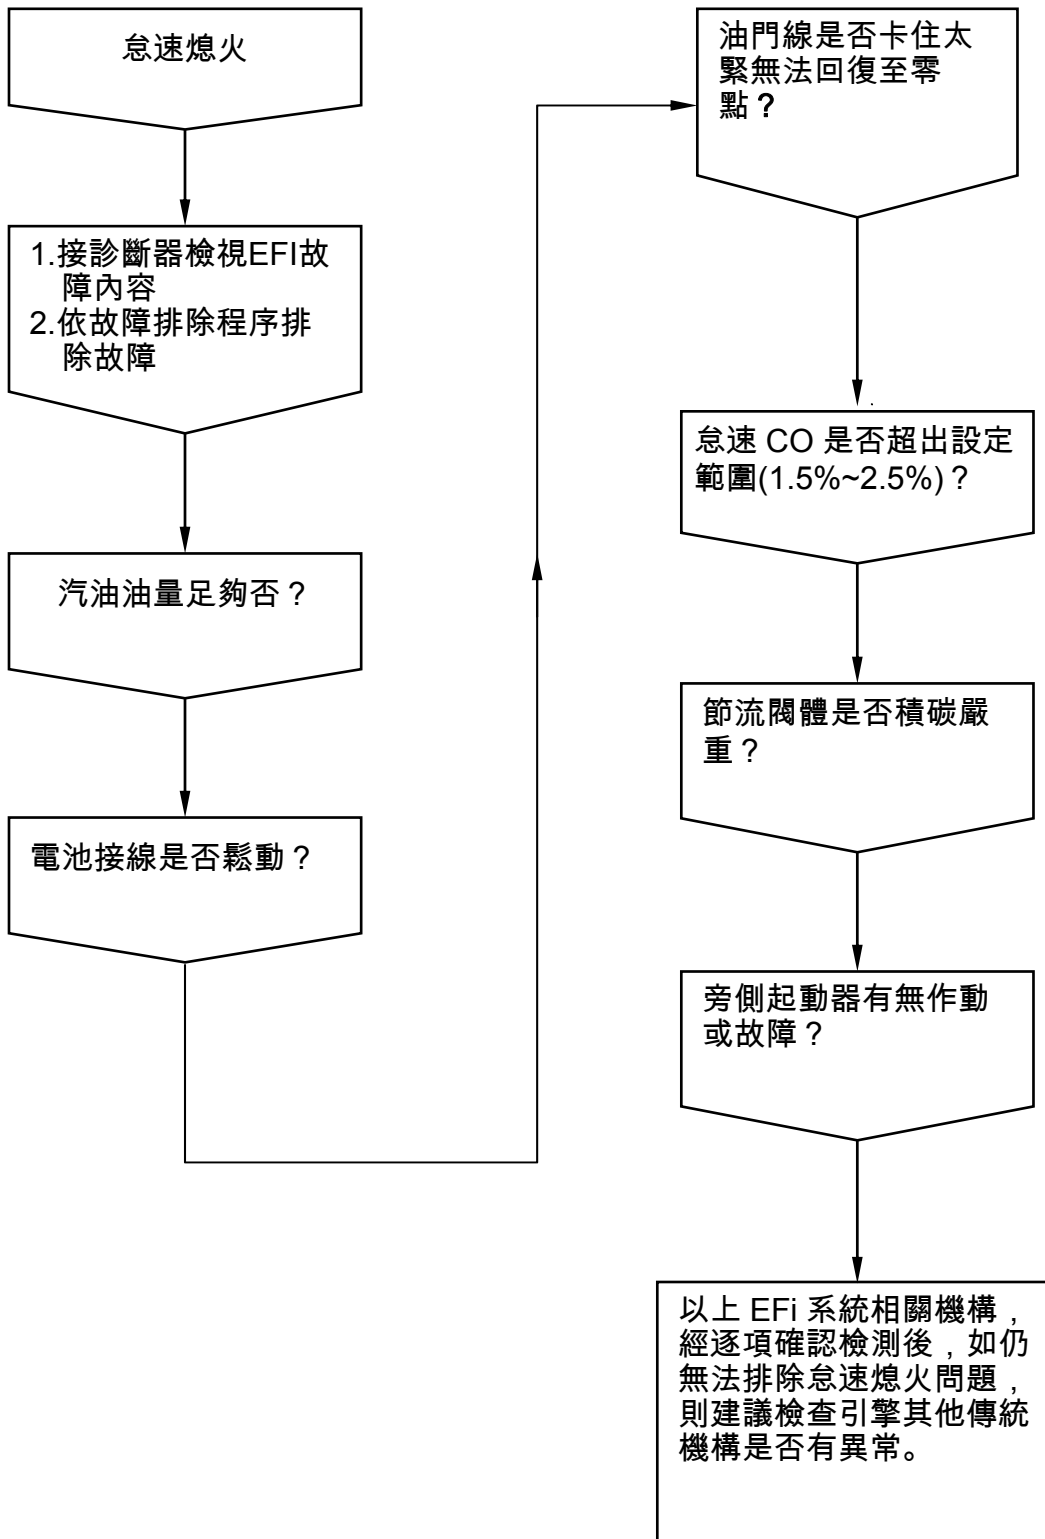 怠速熄火
1.接診斷器檢視EFI故
障內容
2.依故障排除程序排
除故障
汽油油量足夠否？
電池接線是否鬆動？
油門線是否卡住太
緊無法回復至零
點？
怠速 CO 是否超出設定
範圍(1.5%~2.5%)？
節流閥體是否積碳嚴
重？
旁側起動器有無作動
或故障？
以上 EFi 系統相關機構，
經逐項確認檢測後，如仍
無法排除怠速熄火問題，
則建議檢查引擎其他傳統
機構是否有異常。